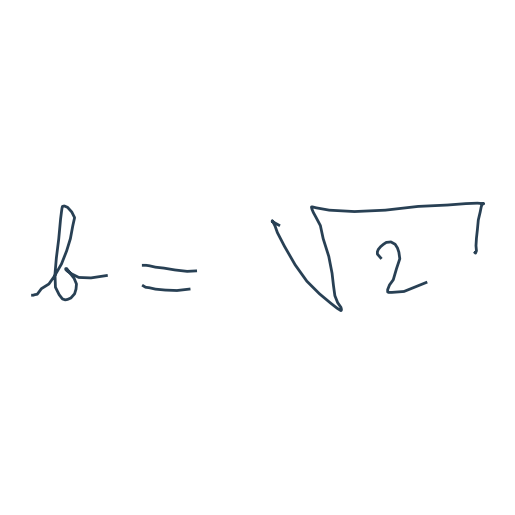 b = √2